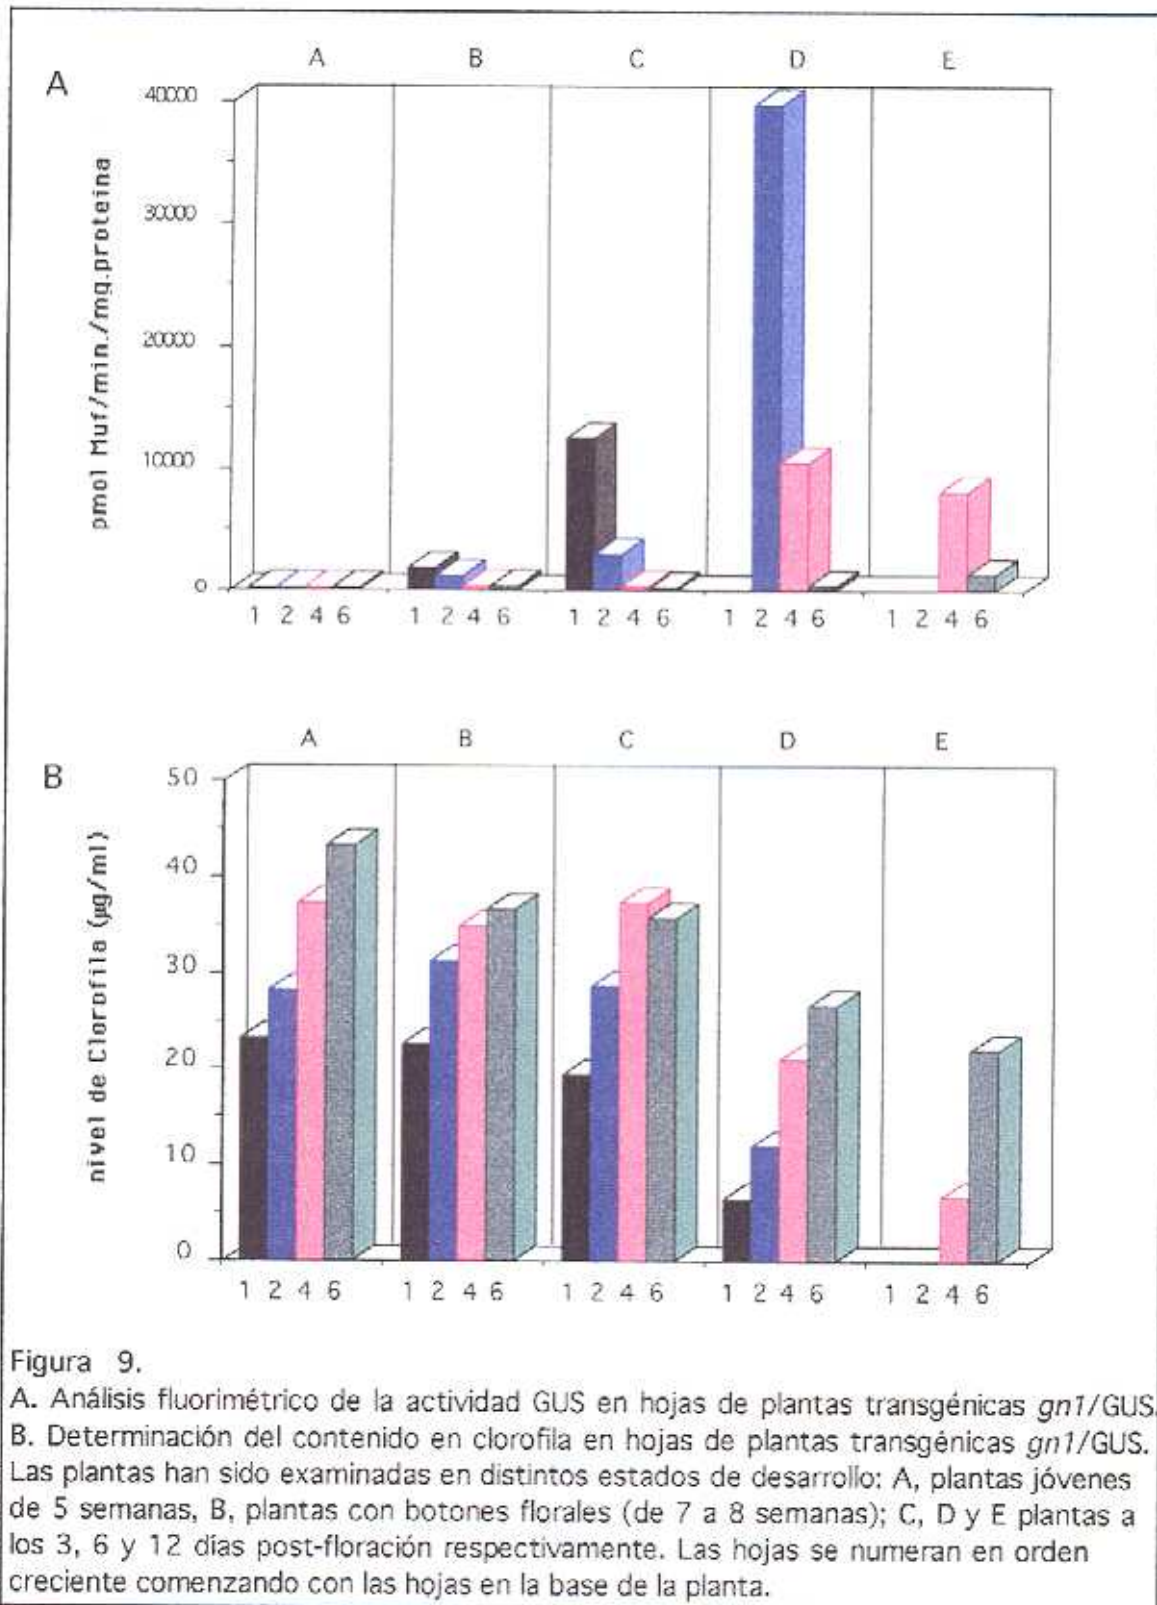 A B C D E
A
40000
30000
20000
10000
0
pmol Muf/min./mg.proteina
1 2 4 6 1 2 4 6 1 2 4 6 1 2 4 6 1 2 4 6
A B C D E
B
50
40
30
20
10
0
nivel de Clorofila (µg/ml)
1 2 4 6 1 2 4 6 1 2 4 6 1 2 4 6 1 2 4 6
Figura 9.
A. Análisis fluorimétrico de la actividad GUS en hojas de plantas transgénicas gn1/GUS.
B. Determinación del contenido en clorofila en hojas de plantas transgénicas gn1/GUS.
Las plantas han sido examinadas en distintos estados de desarrollo: A, plantas jóvenes
de 5 semanas, B, plantas con botones florales (de 7 a 8 semanas); C, D y E plantas a
los 3, 6 y 12 días post-floración respectivamente. Las hojas se numeran en orden
creciente comenzando con las hojas en la base de la planta.